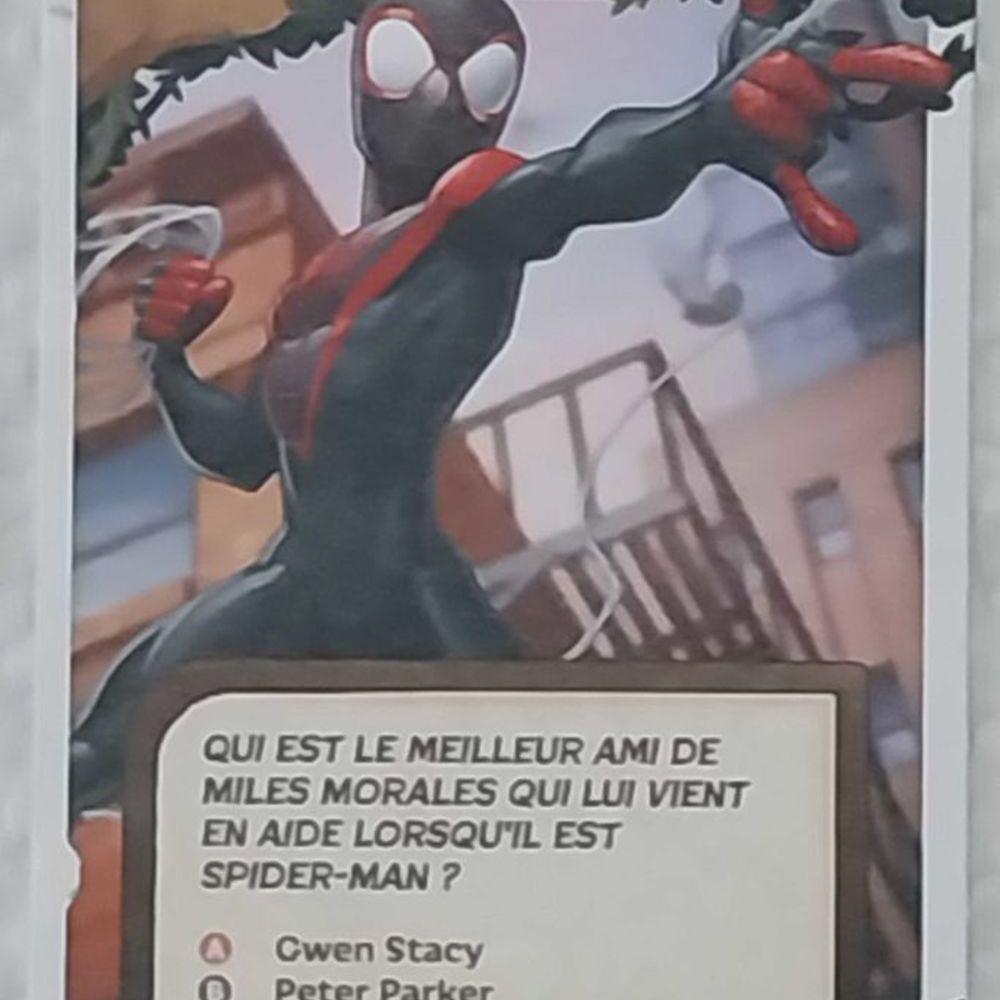 QUI EST LE MEILLEUR AMI DE
MILES MORALES QUI LUI VIENT
EN AIDE LORSQU'IL EST
SPIDER-MAN ?
A Gwen Stacy
B Peter Parker